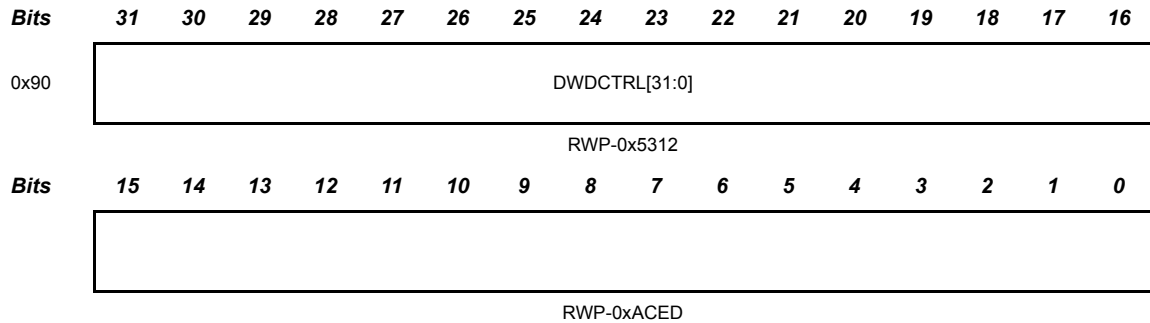 Bits 31 30 29 28 27 26 25 24 23 22 21 20 19 18 17 16
0x90 DWDCTRL[31:0]
RWP-0x5312
Bits 15 14 13 12 11 10 9 8 7 6 5 4 3 2 1 0
RWP-0xACED